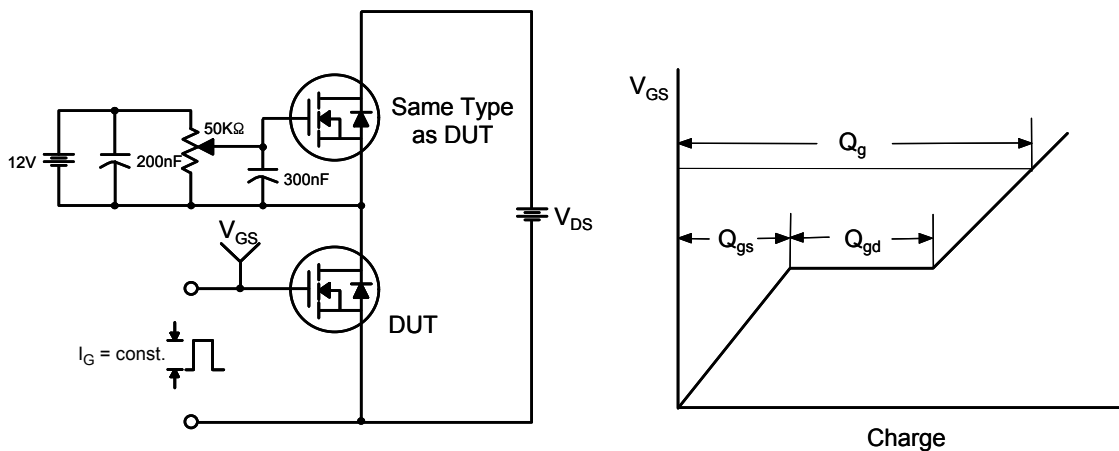 Same Type
as DUT
50KΩ
12V
200nF
300nF
V_GS
V_DS
DUT
I_G = const.
V_GS
Q_g
Q_gs
Q_gd
Charge